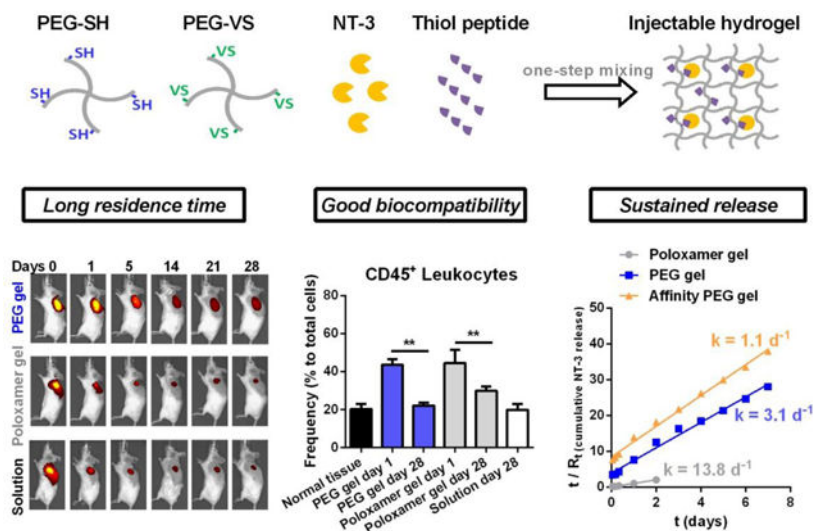 PEG-SH
PEG-VS
NT-3
Thiol peptide
Injectable hydrogel
SH
SH
SH
SH
VS
VS
VS
VS
one-step mixing
Long residence time
Good biocompatibility
Sustained release
Days 0 1 5 14 21 28
PEG gel
Poloxamer gel
Solution
CD45⁺ Leukocytes
Frequency (% to total cells)
80
60
40
20
0
**
**
Normal tissue
PEG gel day 1
PEG gel day 28
Poloxamer gel day 1
Poloxamer gel day 28
Solution day 28
Poloxamer gel
PEG gel
Affinity PEG gel
t / Rt (cumulative NT-3 release)
50
40
30
20
10
0
k = 1.1 d⁻¹
k = 3.1 d⁻¹
k = 13.8 d⁻¹
0 2 4 6 8
t (days)